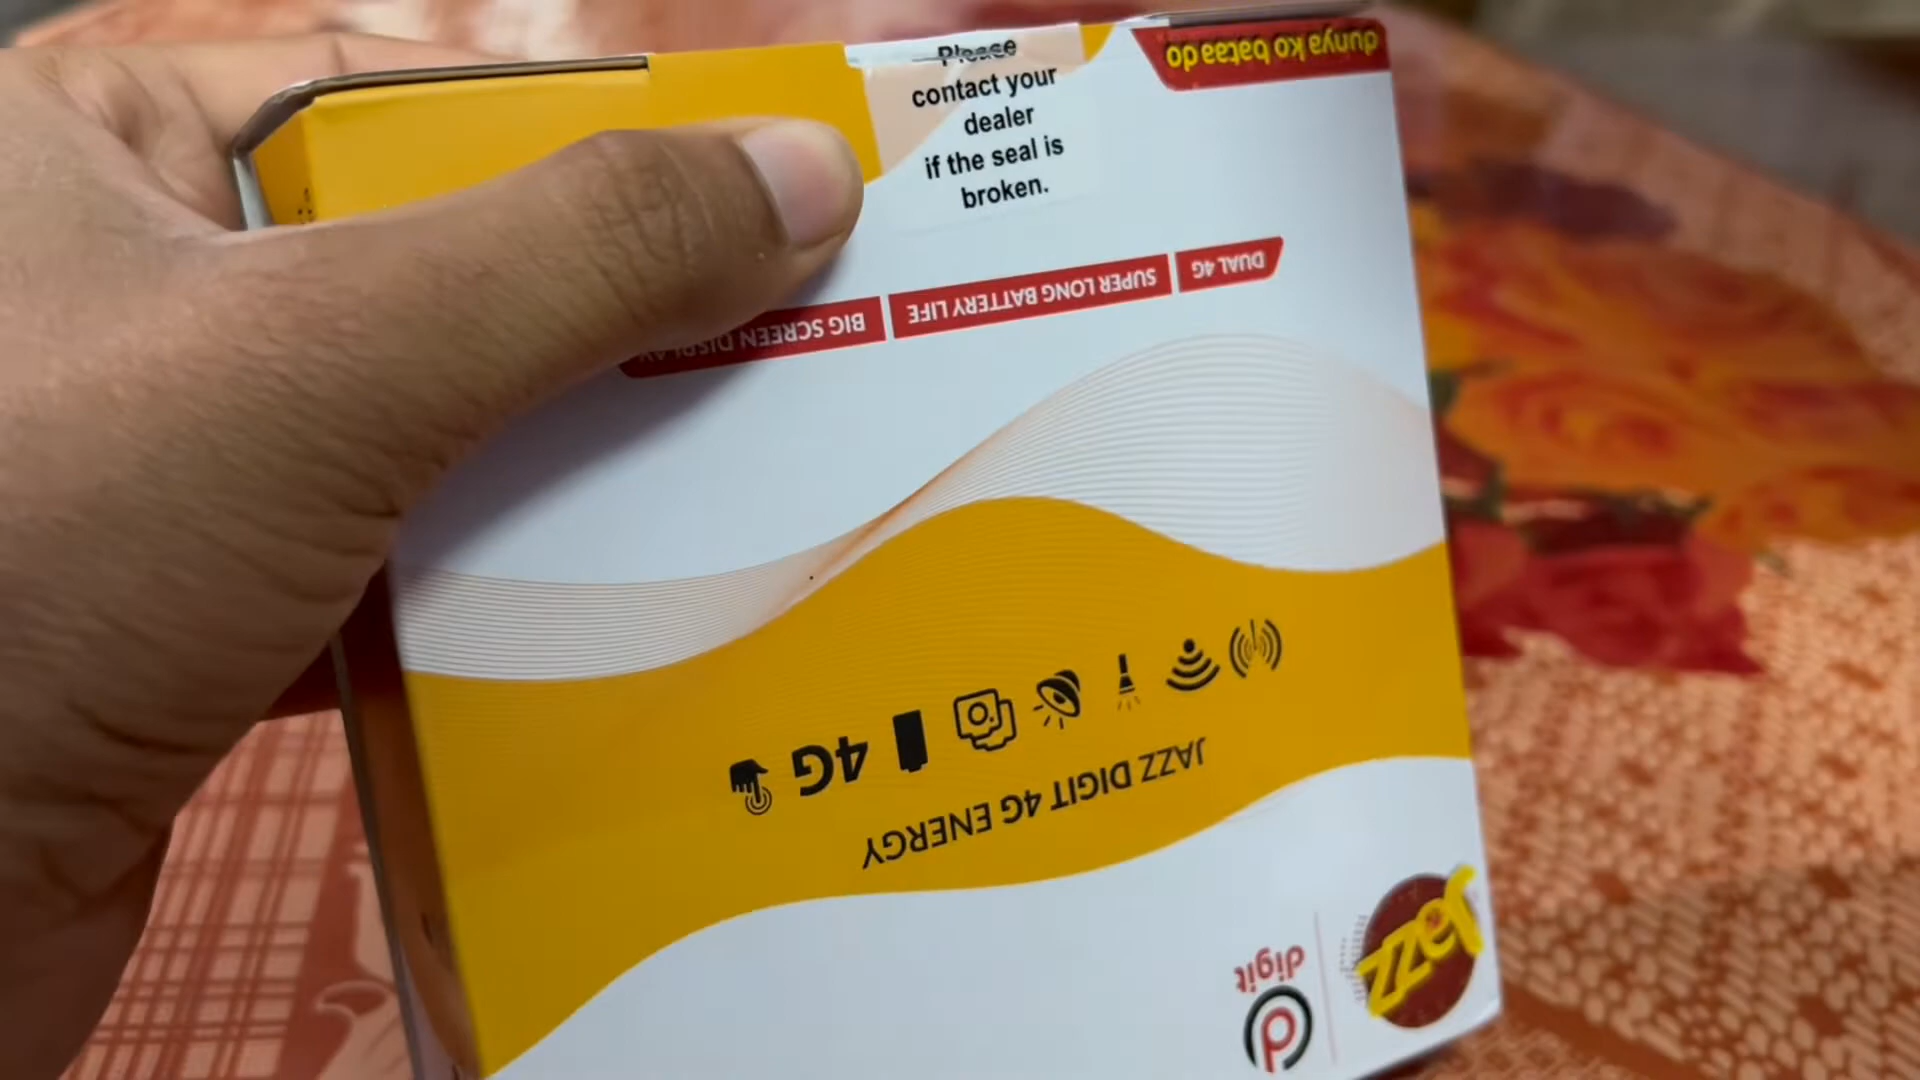 Please
contact your
dealer
if the seal is
broken.
dunya ko bataa do
DUAL 4G
SUPER LONG BATTERY LIFE
BIG SCREEN DISPLAY
4G
JAZZ DIGIT 4G ENERGY
Jazz
digit
d